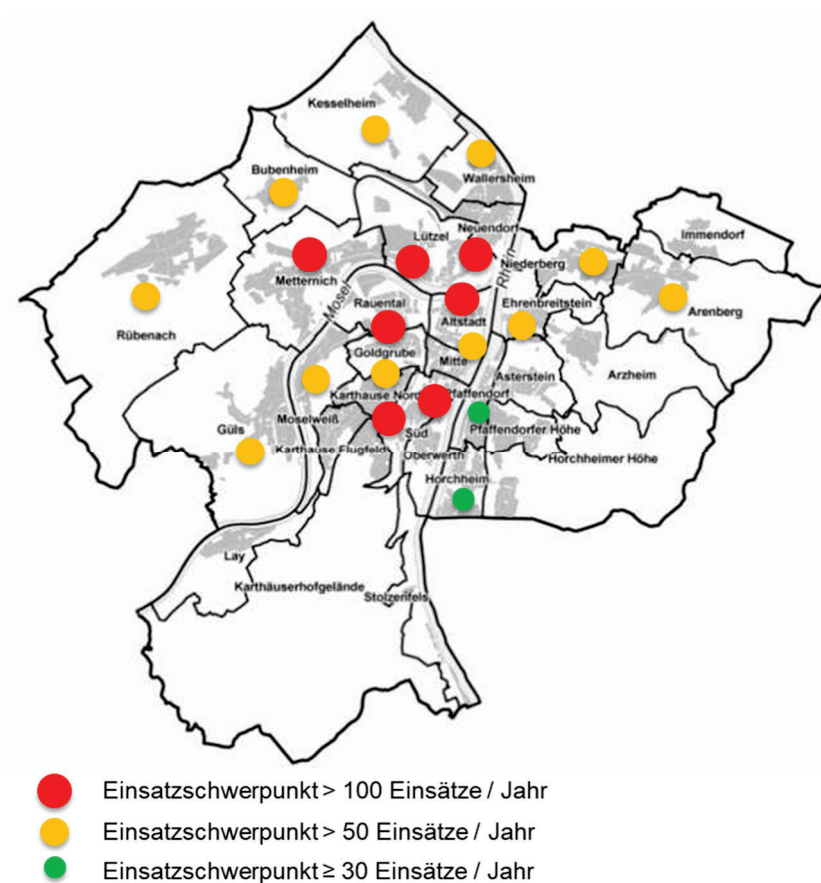 Kesselheim
Bubenheim
Wallersheim
Neuendorf
Immendorf
Lützel
Niederberg
Metternich
Rhein
Mosel
Rauental
Ehrenbreitstein
Arenberg
Rübenach
Altstadt
Goldgrube
Mitte
Asterstein
Arzheim
Karthause Nord
Pfaffendorf
Moselweiß
Güls
Süd
Pfaffendorfer Höhe
Karthause Flugfeld
Oberwerth
Horchheimer Höhe
Horchheim
Lay
Karthäuserhofgelände
Stolzenfels
Einsatzschwerpunkt > 100 Einsätze / Jahr
Einsatzschwerpunkt > 50 Einsätze / Jahr
Einsatzschwerpunkt ≥ 30 Einsätze / Jahr